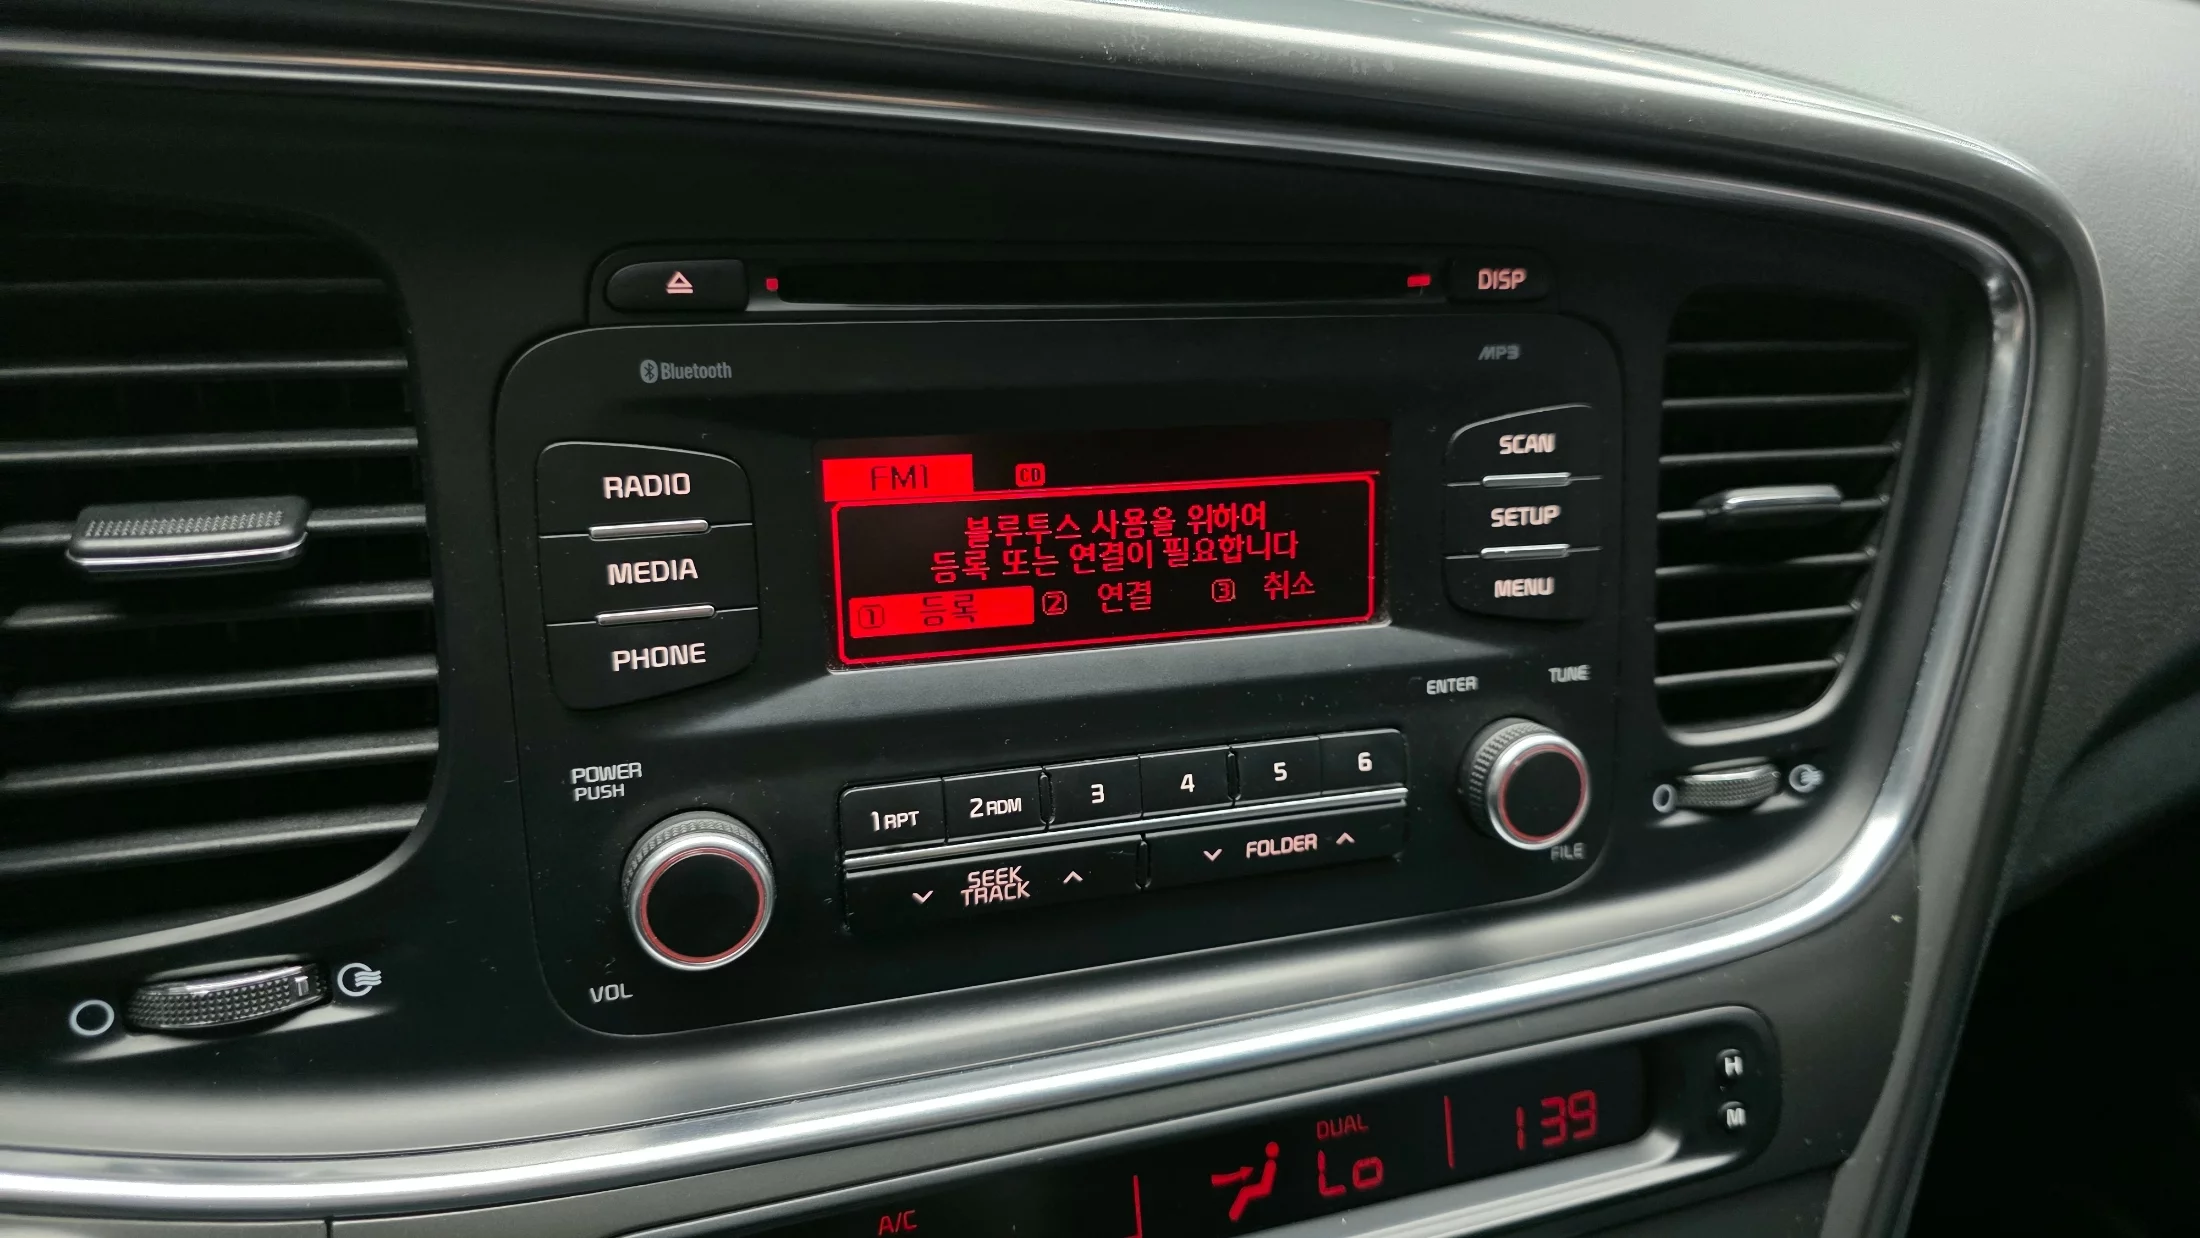 DISP
Bluetooth
MP3
RADIO
MEDIA
PHONE
FM1 CD
블루투스 사용을 위하여
등록 또는 연결이 필요합니다
1 등록 2 연결 3 취소
SCAN
SETUP
MENU
ENTER
TUNE
FILE
POWER
PUSH
VOL
1 RPT 2 RDM 3 4 5 6
SEEK
TRACK
FOLDER
A/C
DUAL
Lo
1 39
H
M